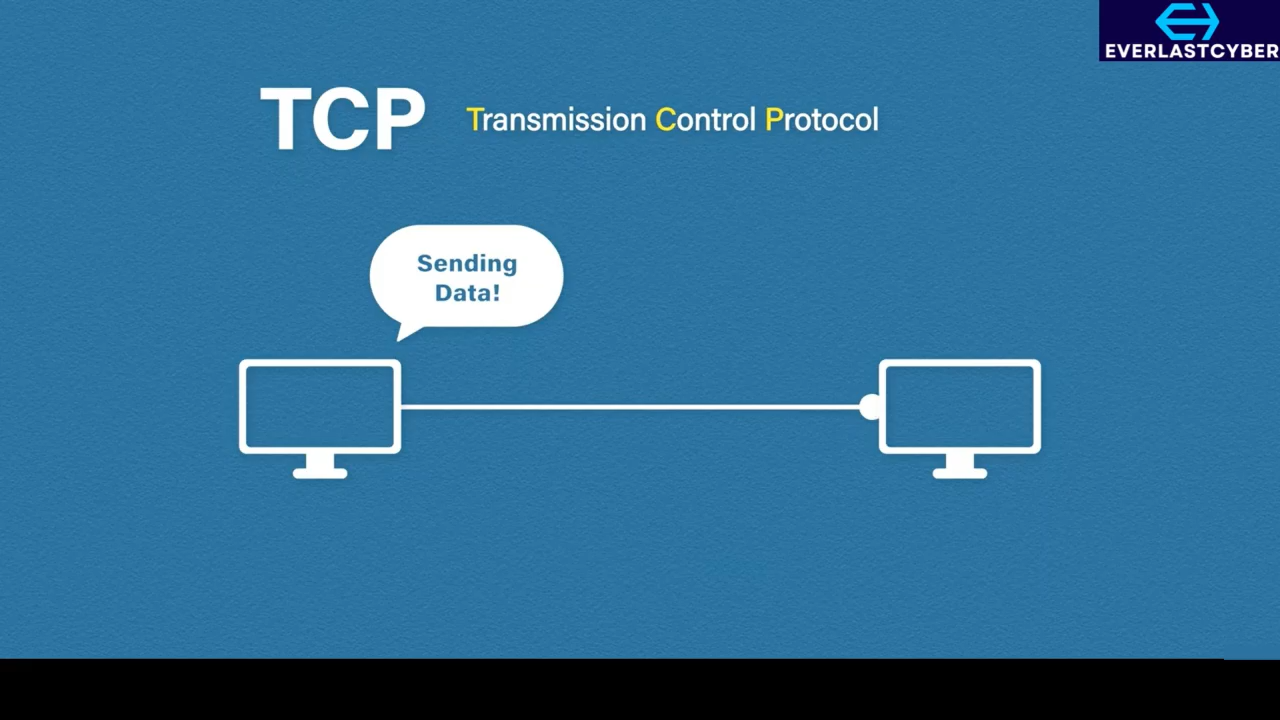 EVERLASTCYBER
TCP Transmission Control Protocol
Sending
Data!